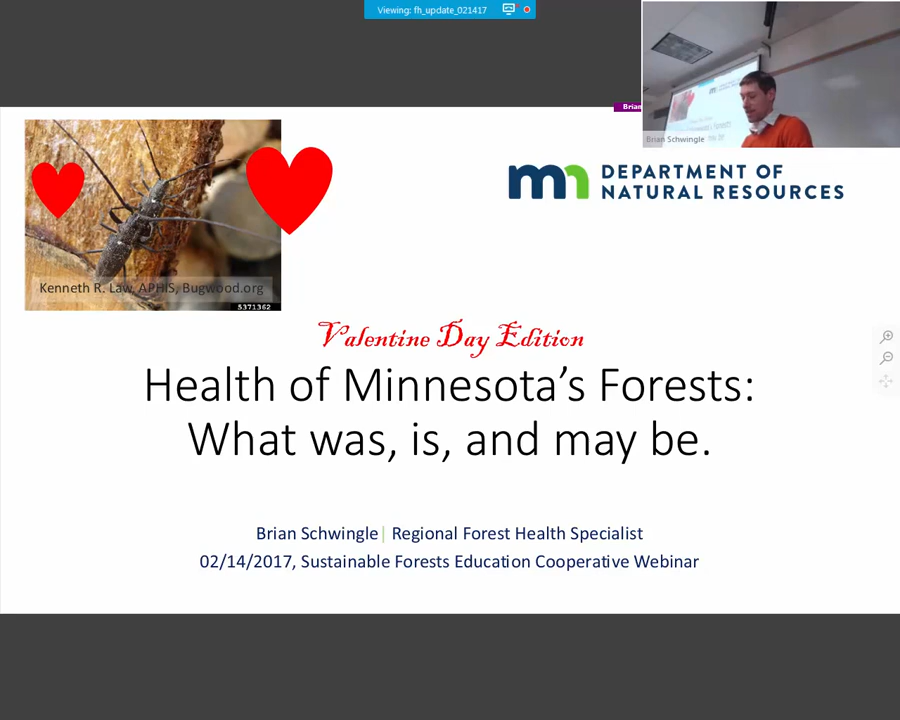 Viewing: fh_update_021417
Brian
Brian Schwingle
DEPARTMENT OF
NATURAL RESOURCES
mn
Kenneth R. Law, APHIS, Bugwood.org
5371362
Valentine Day Edition
Health of Minnesota's Forests:
What was, is, and may be.
Brian Schwingle| Regional Forest Health Specialist
02/14/2017, Sustainable Forests Education Cooperative Webinar